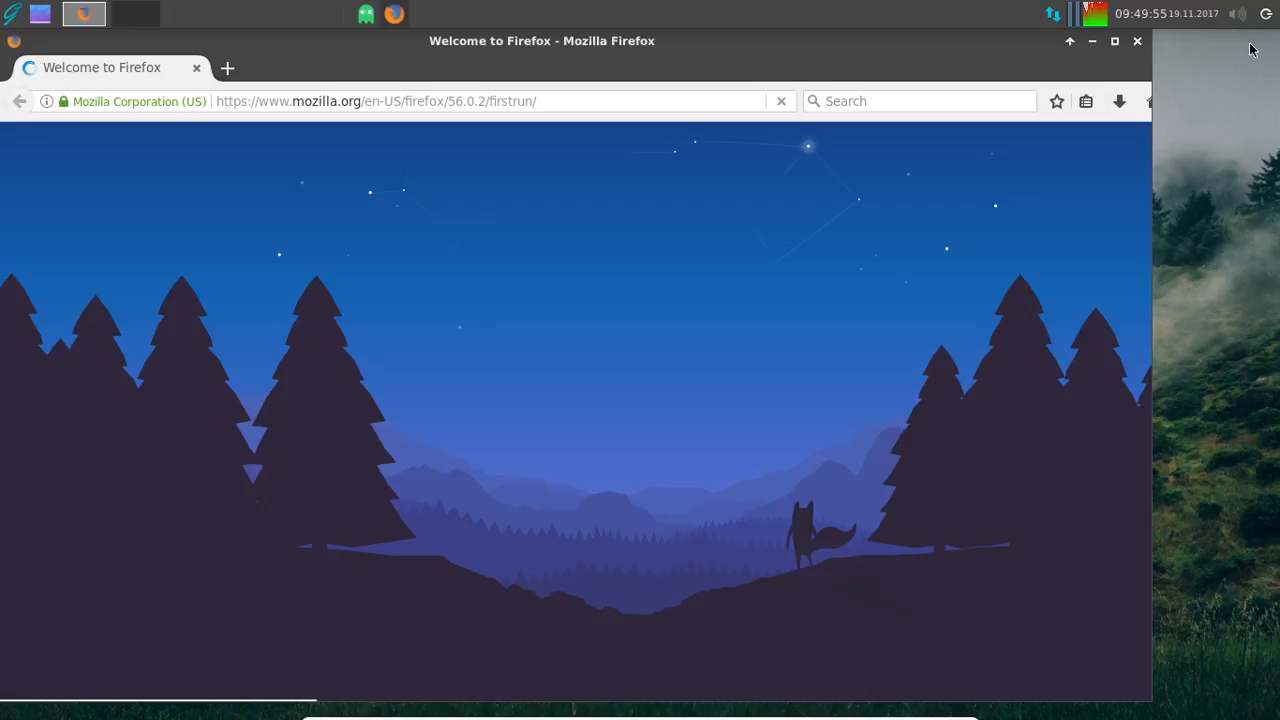 09:49:55 19.11.2017
Welcome to Firefox - Mozilla Firefox
Welcome to Firefox
Mozilla Corporation (US) https://www.mozilla.org/en-US/firefox/56.0.2/firstrun/ Search